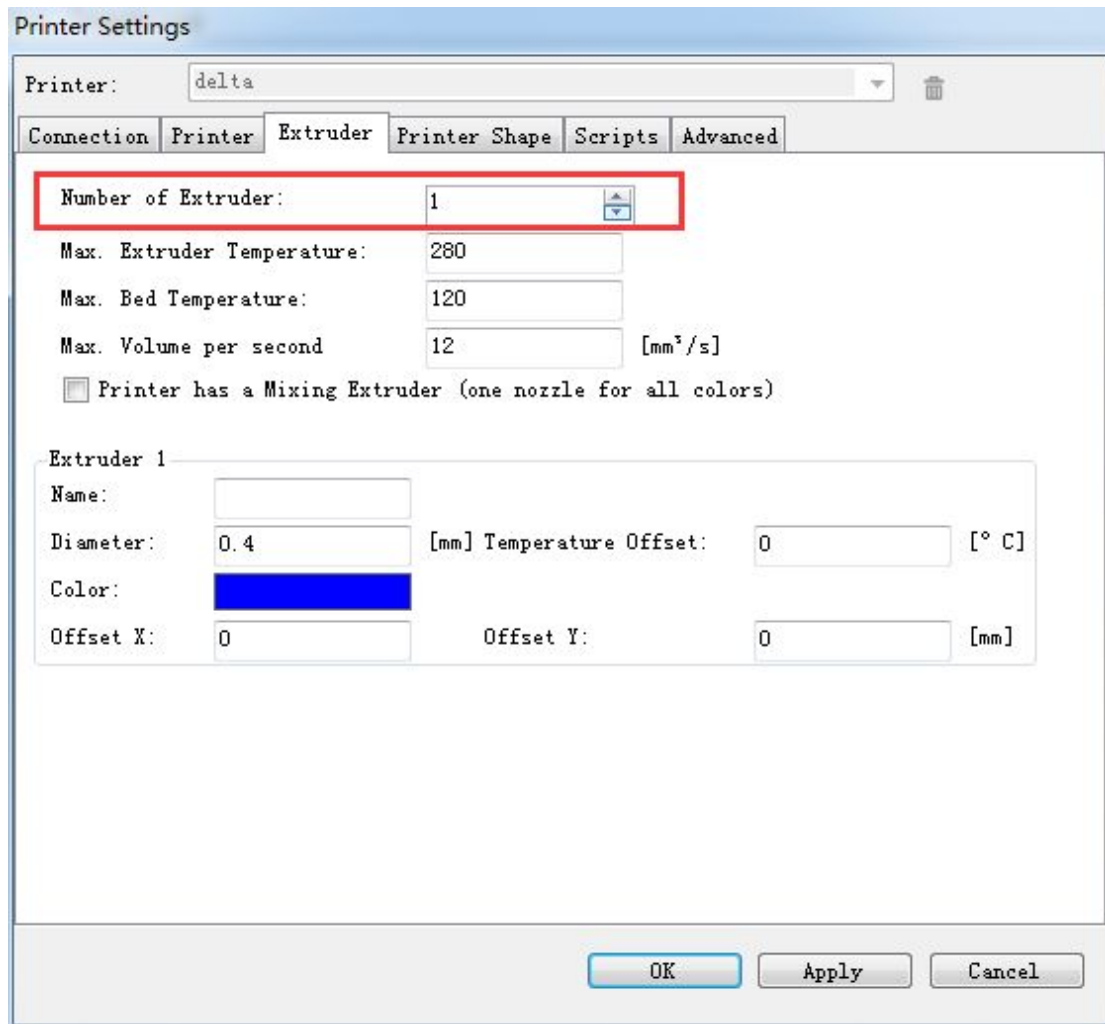 Printer Settings
Printer: delta
Connection Printer Extruder Printer Shape Scripts Advanced
Number of Extruder: 1
Max. Extruder Temperature: 280
Max. Bed Temperature: 120
Max. Volume per second 12 [mm³/s]
Printer has a Mixing Extruder (one nozzle for all colors)
Extruder 1
Name:
Diameter: 0.4 [mm] Temperature Offset: 0 [° C]
Color:
Offset X: 0 Offset Y: 0 [mm]
OK Apply Cancel